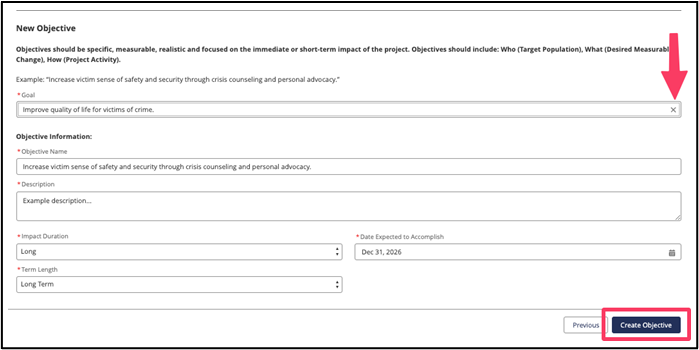 New Objective
Objectives should be specific, measurable, realistic and focused on the immediate or short-term impact of the project. Objectives should include: Who (Target Population), What (Desired Measurable
Change), How (Project Activity).
Example: "Increase victim sense of safety and security through crisis counseling and personal advocacy."
* Goal
Improve quality of life for victims of crime.
Objective Information:
* Objective Name
Increase victim sense of safety and security through crisis counseling and personal advocacy.
* Description
Example description...
* Impact Duration
* Date Expected to Accomplish
Long
Dec 31, 2026
* Term Length
Long Term
Previous
Create Objective